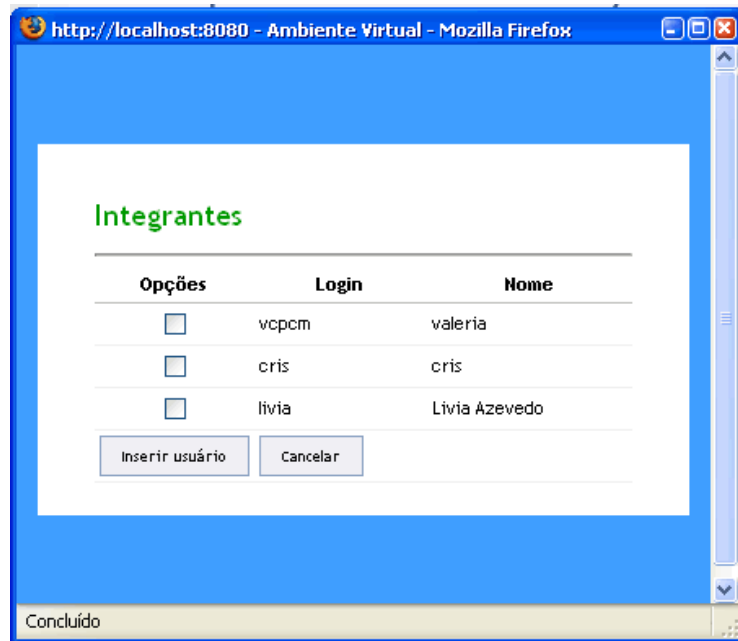 http://localhost:8080 - Ambiente Virtual - Mozilla Firefox
Integrantes
Opções Login Nome
vcpcm valeria
cris cris
livia Livia Azevedo
Inserir usuário Cancelar
Concluído